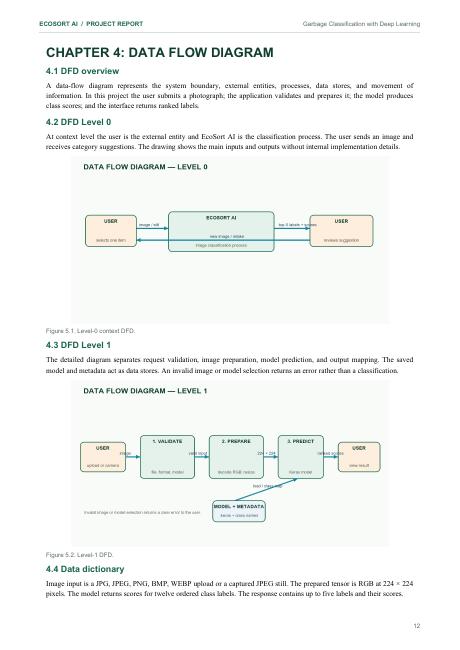 ECOSORT AI / PROJECT REPORT
Garbage Classification with Deep Learning
CHAPTER 4: DATA FLOW DIAGRAM
4.1 DFD overview
A data-flow diagram represents the system boundary, external entities, processes, data stores, and movement of
information. In this project the user submits a photograph; the application validates and prepares it; the model produces
class scores; and the interface returns ranked labels.
4.2 DFD Level 0
At context level the user is the external entity and EcoSort AI is the classification process. The user sends an image and
receives category suggestions. The drawing shows the main inputs and outputs without internal implementation details.
DATA FLOW DIAGRAM — LEVEL 0
USER
selects one item
image / still
ECOSORT AI
new image / retake
image classification process
top-5 labels + scores
USER
reviews suggestion
Figure 5.1. Level-0 context DFD.
4.3 DFD Level 1
The detailed diagram separates request validation, image preparation, model prediction, and output mapping. The saved
model and metadata act as data stores. An invalid image or model selection returns an error rather than a classification.
DATA FLOW DIAGRAM — LEVEL 1
USER
upload or camera
image
1. VALIDATE
file, format, model
valid input
2. PREPARE
decode RGB resize
224 × 224
3. PREDICT
Keras model
ranked scores
USER
view result
load / class map
MODEL + METADATA
keras + class names
Invalid image or model selection returns a clear error to the user.
Figure 5.2. Level-1 DFD.
4.4 Data dictionary
Image input is a JPG, JPEG, PNG, BMP, WEBP upload or a captured JPEG still. The prepared tensor is RGB at 224 × 224
pixels. The model returns scores for twelve ordered class labels. The response contains up to five labels and their scores.
12